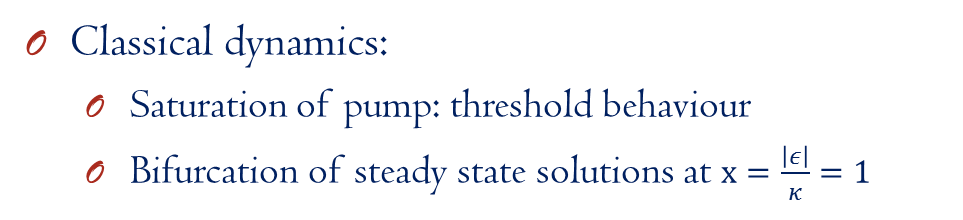 Classical dynamics:
Saturation of pump: threshold behaviour
Bifurcation of steady state solutions at x = |ϵ|/κ = 1